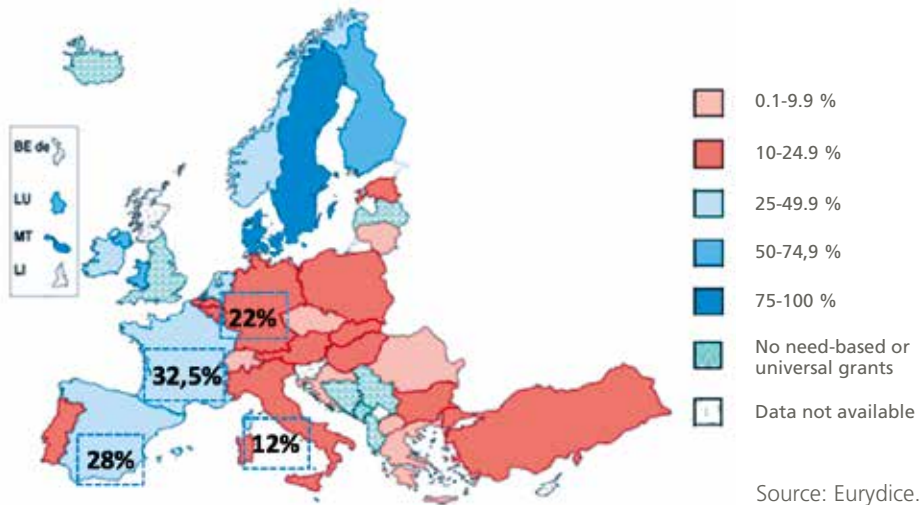 BE de
LU
MT
LI
22%
32,5%
28%
12%
0.1-9.9 %
10-24.9 %
25-49.9 %
50-74,9 %
75-100 %
No need-based or
universal grants
Data not available
Source: Eurydice.